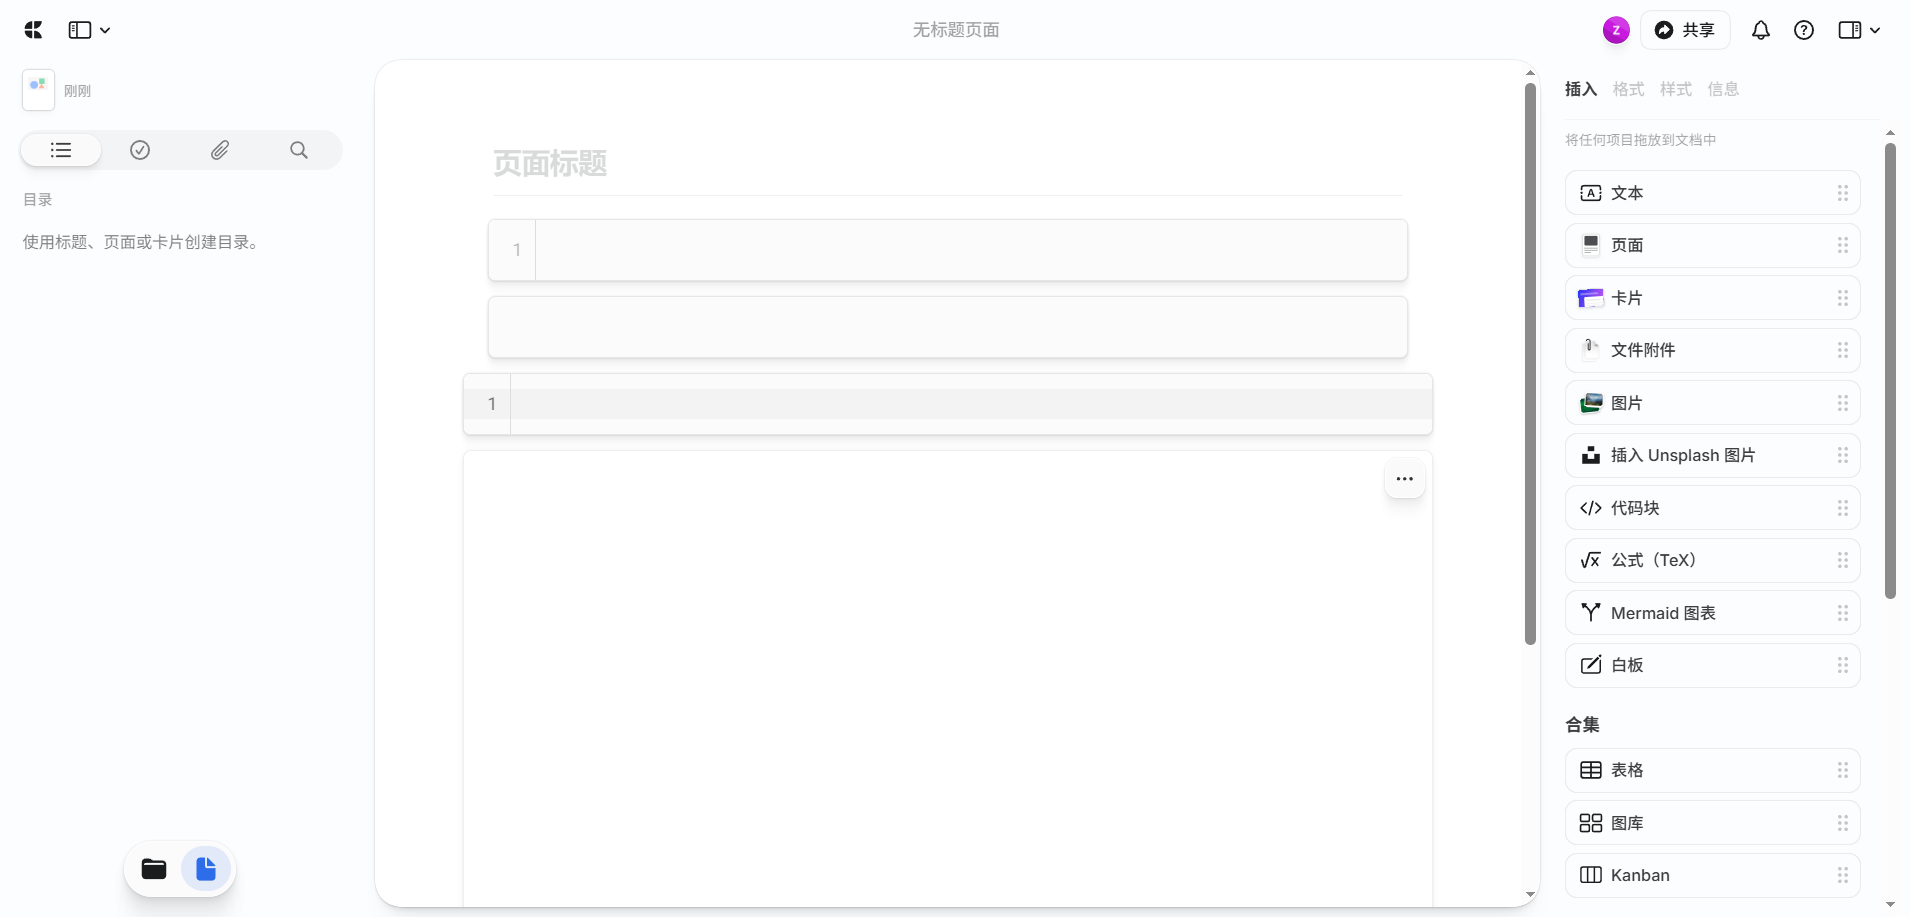 无标题页面
Z
共享
刚刚
目录
使用标题、页面或卡片创建目录。
页面标题
1
1
插入 格式 样式 信息
将任何项目拖放到文档中
文本
页面
卡片
文件附件
图片
插入 Unsplash 图片
代码块
公式（TeX）
Mermaid 图表
白板
合集
表格
图库
Kanban